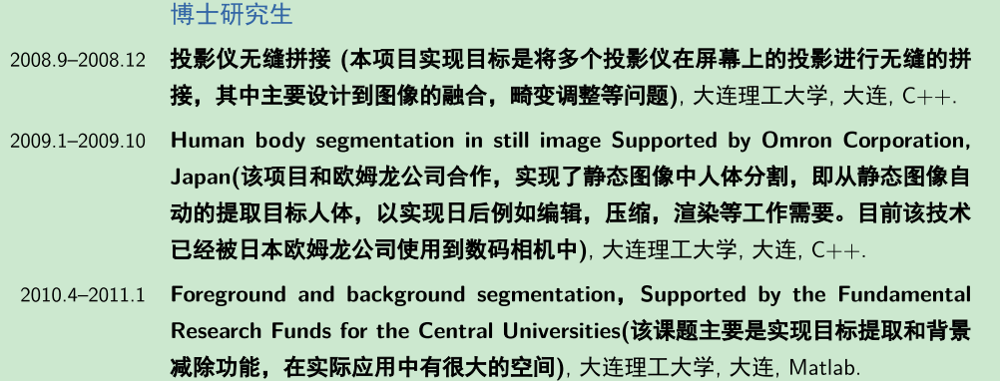 博士研究生
2008.9–2008.12 投影仪无缝拼接 (本项目实现目标是将多个投影仪在屏幕上的投影进行无缝的拼
接，其中主要设计到图像的融合，畸变调整等问题), 大连理工大学, 大连, C++.
2009.1–2009.10 Human body segmentation in still image Supported by Omron Corporation,
Japan(该项目和欧姆龙公司合作，实现了静态图像中人体分割，即从静态图像自
动的提取目标人体，以实现日后例如编辑，压缩，渲染等工作需要。目前该技术
已经被日本欧姆龙公司使用到数码相机中), 大连理工大学, 大连, C++.
2010.4–2011.1 Foreground and background segmentation，Supported by the Fundamental
Research Funds for the Central Universities(该课题主要是实现目标提取和背景
减除功能，在实际应用中有很大的空间), 大连理工大学, 大连, Matlab.